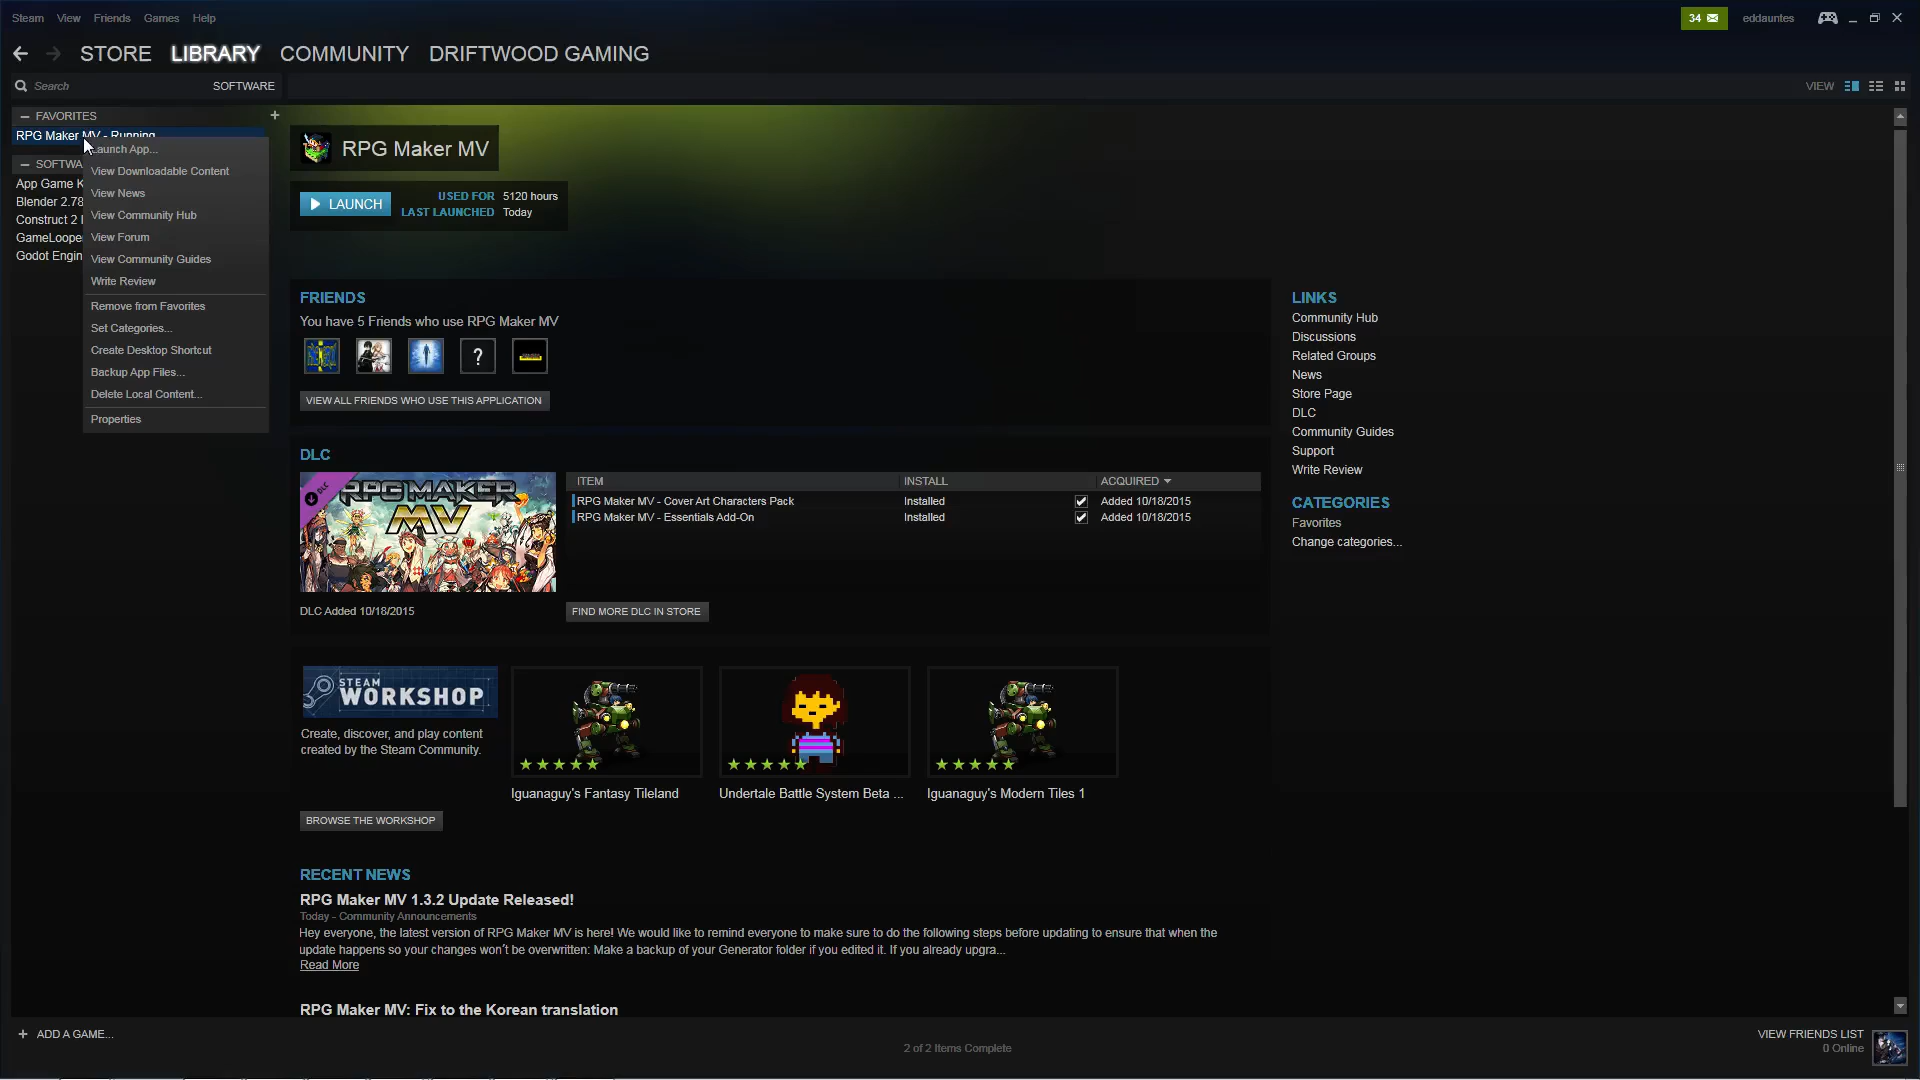 Steam View Friends Games Help
34 eddauntes
STORE LIBRARY COMMUNITY DRIFTWOOD GAMING
Search SOFTWARE VIEW
FAVORITES +
RPG Maker MV - Running
SOFTWA
App Game K
Blender 2.78
Construct 2
GameLoope
Godot Engin
Launch App...
View Downloadable Content
View News
View Community Hub
View Forum
View Community Guides
Write Review
Remove from Favorites
Set Categories...
Create Desktop Shortcut
Backup App Files...
Delete Local Content...
Properties
RPG Maker MV
LAUNCH
USED FOR 5120 hours
LAST LAUNCHED Today
FRIENDS
You have 5 Friends who use RPG Maker MV
?
VIEW ALL FRIENDS WHO USE THIS APPLICATION
DLC
DLC
RPG MAKER
MV
DLC Added 10/18/2015
ITEM INSTALL ACQUIRED
RPG Maker MV - Cover Art Characters Pack Installed Added 10/18/2015
RPG Maker MV - Essentials Add-On Installed Added 10/18/2015
FIND MORE DLC IN STORE
STEAM
WORKSHOP
Create, discover, and play content
created by the Steam Community.
BROWSE THE WORKSHOP
Iguanaguy's Fantasy Tileland
Undertale Battle System Beta ...
Iguanaguy's Modern Tiles 1
RECENT NEWS
RPG Maker MV 1.3.2 Update Released!
Today - Community Announcements
Hey everyone, the latest version of RPG Maker MV is here! We would like to remind everyone to make sure to do the following steps before updating to ensure that when the
update happens so your changes won't be overwritten: Make a backup of your Generator folder if you edited it. If you already upgra...
Read More
RPG Maker MV: Fix to the Korean translation
LINKS
Community Hub
Discussions
Related Groups
News
Store Page
DLC
Community Guides
Support
Write Review
CATEGORIES
Favorites
Change categories...
+ ADD A GAME...
2 of 2 Items Complete
VIEW FRIENDS LIST
0 Online